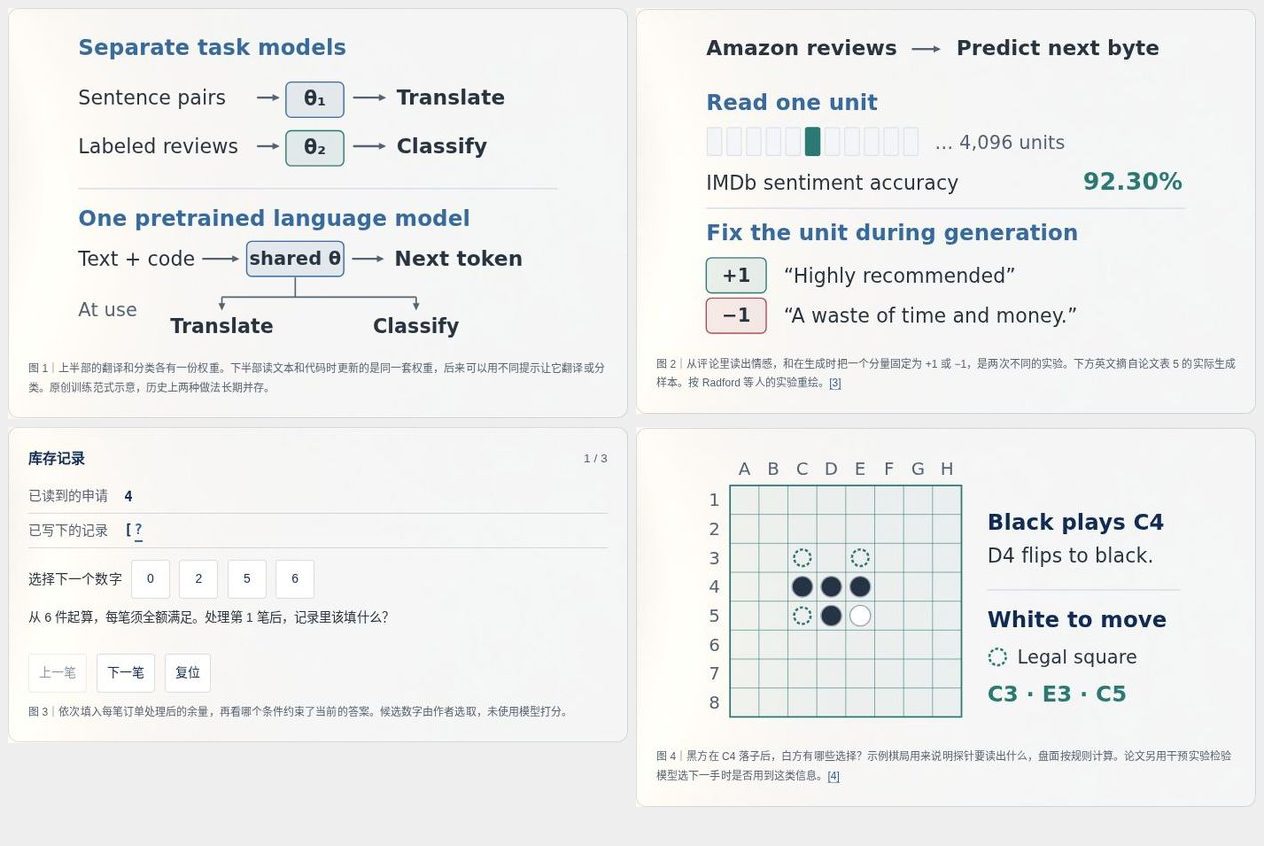 Separate task models
Sentence pairs → θ₁ → Translate
Labeled reviews → θ₂ → Classify
One pretrained language model
Text + code → shared θ → Next token
At use
Translate Classify
图 1｜上半部的翻译和分类各有一份权重。下半部读文本和代码时更新的是同一套权重，后来可以用不同提示让它翻译或分
类。原创训练范式示意，历史上两种做法长期并存。
Amazon reviews → Predict next byte
Read one unit
... 4,096 units
IMDb sentiment accuracy 92.30%
Fix the unit during generation
+1 “Highly recommended”
−1 “A waste of time and money.”
图 2｜从评论里读出情感，和在生成时把一个分量固定为 +1 或 −1，是两次不同的实验。下方英文摘自论文表 5 的实际生成
样本。按 Radford 等人的实验重绘。[3]
库存记录 1 / 3
已读到的申请 4
已写下的记录 [ ?
选择下一个数字 0 2 5 6
从 6 件起算，每笔须全额满足。处理第 1 笔后，记录里该填什么？
上一笔 下一笔 复位
图 3｜依次填入每笔订单处理后的余量，再看哪个条件约束了当前的答案。候选数字由作者选取，未使用模型打分。
A B C D E F G H
1
2
3
4
5
6
7
8
Black plays C4
D4 flips to black.
White to move
Legal square
C3 · E3 · C5
图 4｜黑方在 C4 落子后，白方有哪些选择？示例棋局用来说明探针要读出什么，盘面按规则计算。论文另用干预实验检验
模型选下一手时是否用到这类信息。[4]